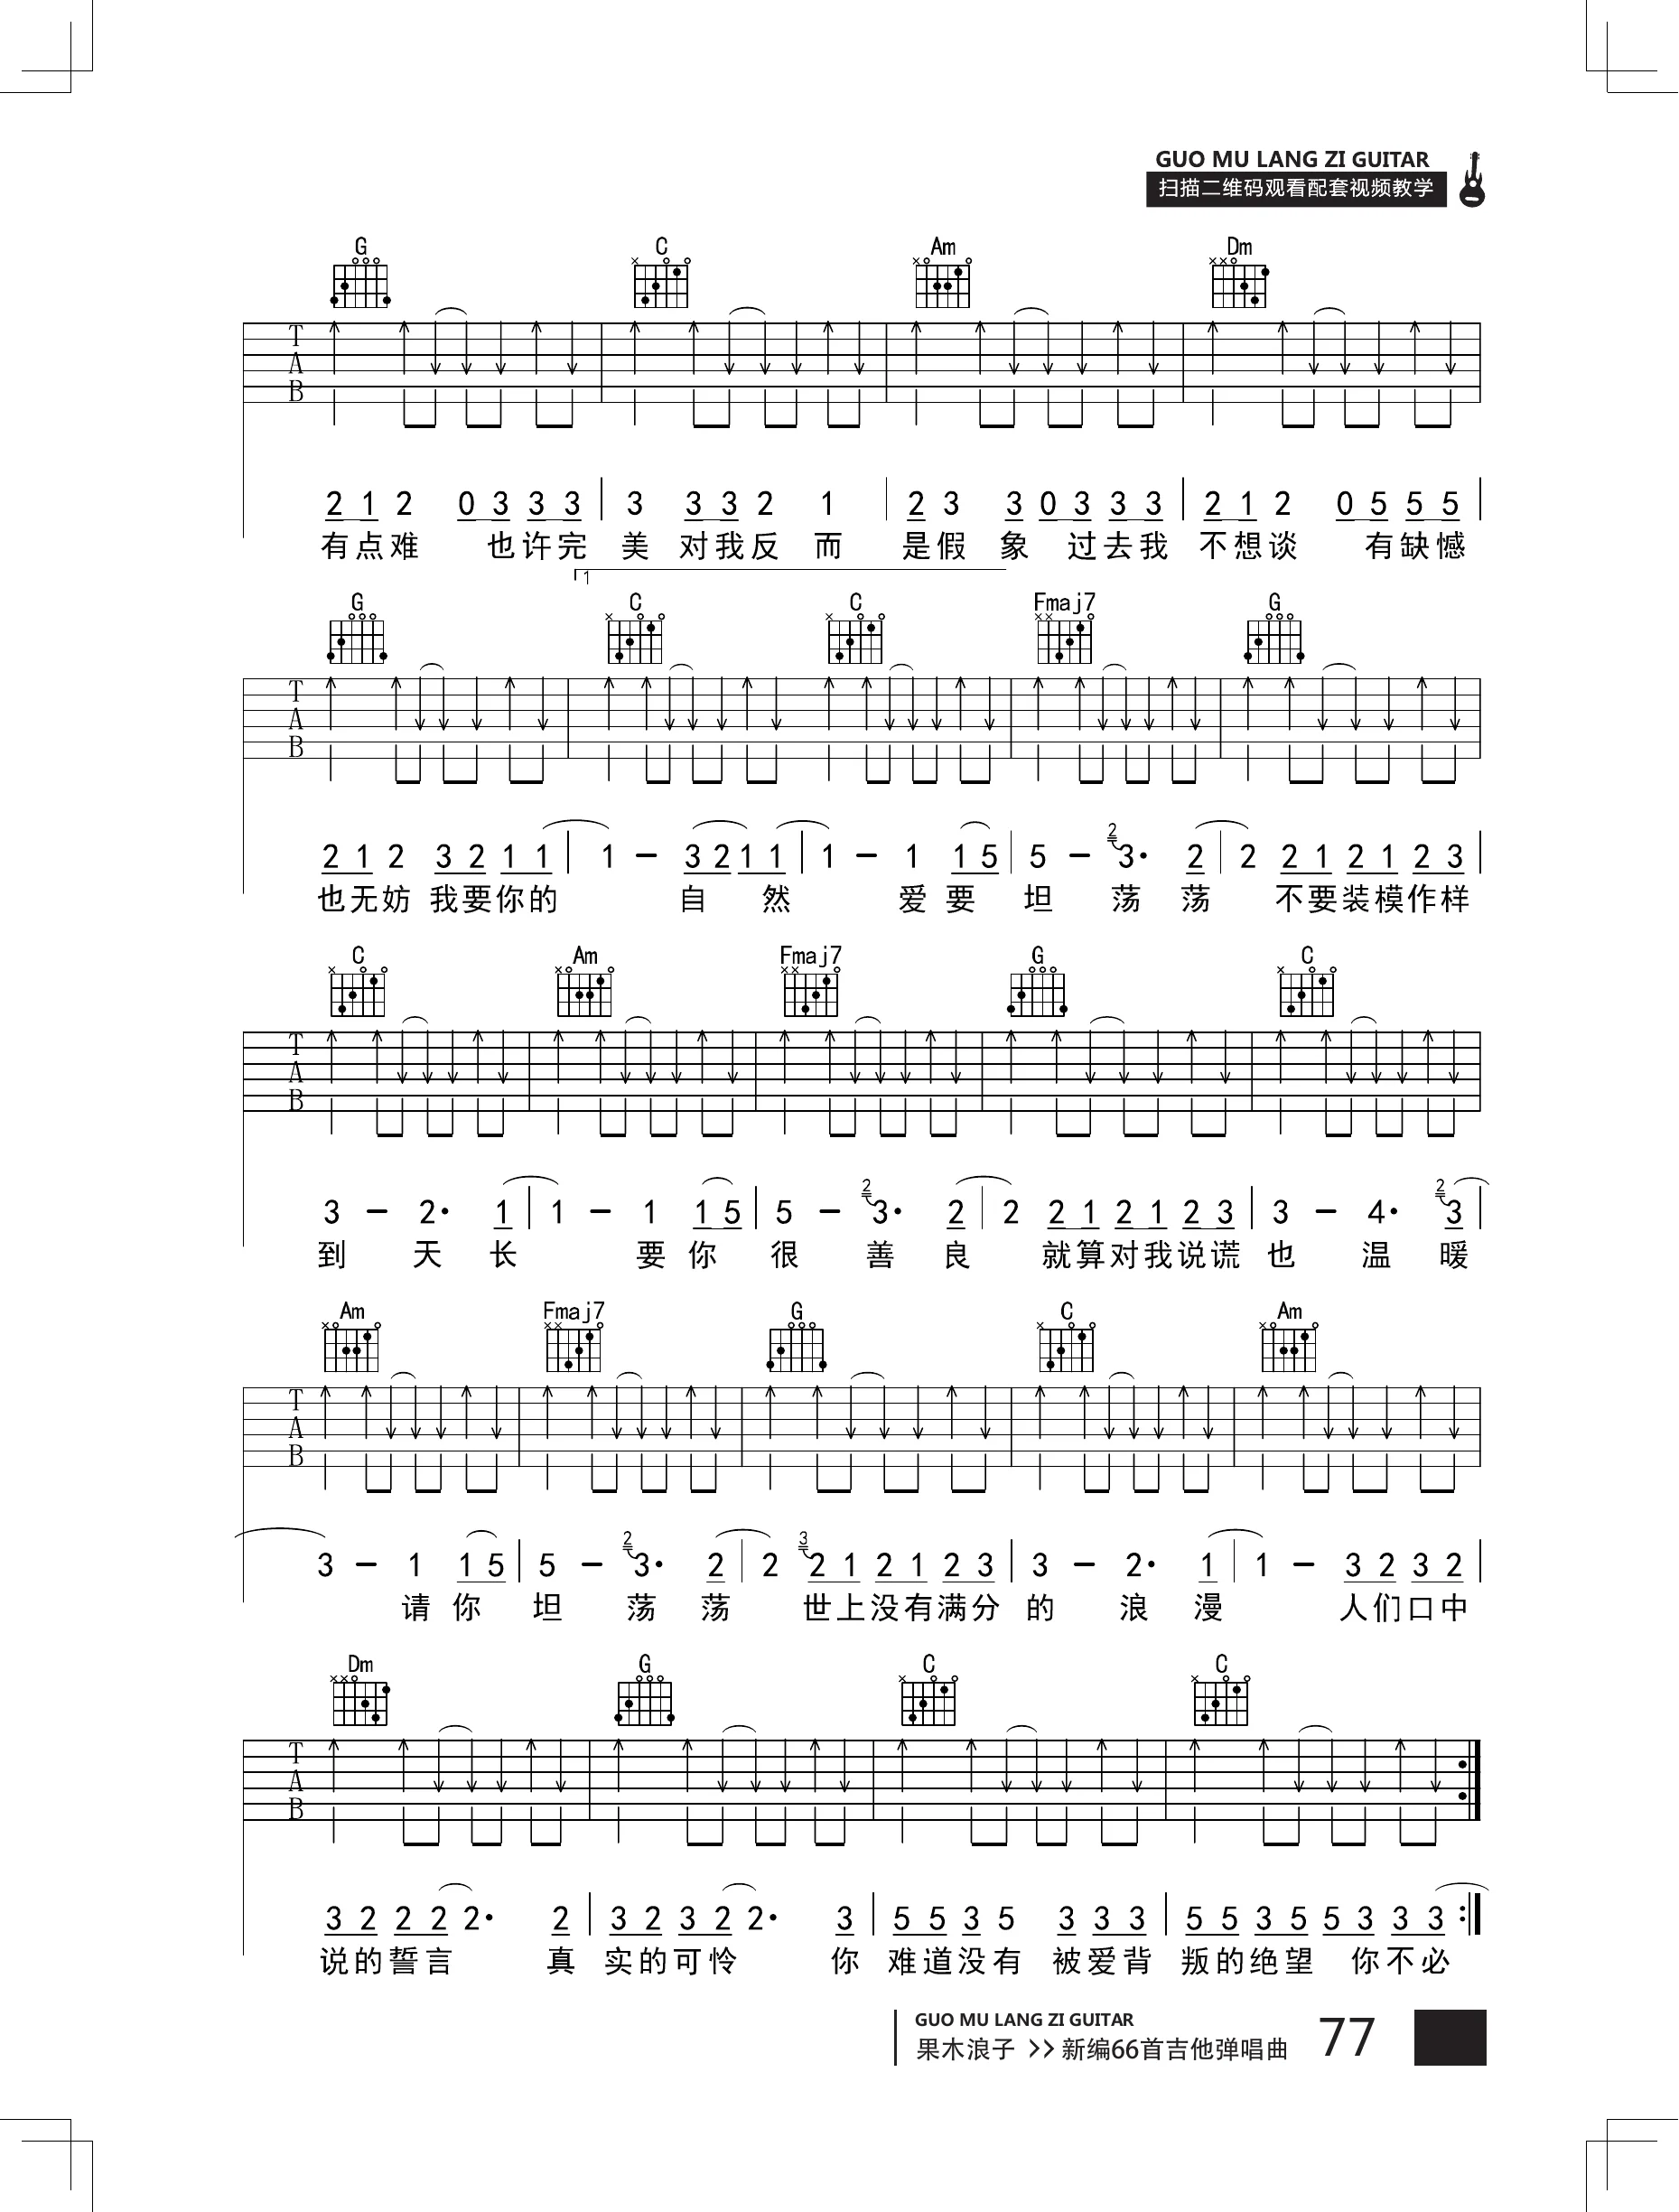 GUO MU LANG ZI GUITAR
扫描二维码观看配套视频教学
G C Am Dm
T
A
B
2 1 2 0 3 3 3 | 3 3 3 2 1 | 2 3 3 0 3 3 3 | 2 1 2 0 5 5 5 |
有点难 也许完 美 对我反 而 是假 象 过去我 不想谈 有缺憾
1
G C C Fmaj7 G
T
A
B
2 1 2 3 2 1 1 | 1 – 3 2 1 1 | 1 – 1 1 5 | 5 – 2 3· 2 | 2 2 1 2 1 2 3 |
也无妨 我要你的 自 然 爱 要 坦 荡 荡 不要装模作样
C Am Fmaj7 G C
T
A
B
3 – 2· 1 | 1 – 1 1 5 | 5 – 2 3· 2 | 2 2 1 2 1 2 3 | 3 – 4· 2 3 |
到 天 长 要 你 很 善 良 就算对我说谎 也 温 暖
Am Fmaj7 G C Am
T
A
B
3 – 1 1 5 | 5 – 2 3· 2 | 2 3 2 1 2 1 2 3 | 3 – 2· 1 | 1 – 3 2 3 2 |
请 你 坦 荡 荡 世上没有满分 的 浪 漫 人们口中
Dm G C C
T
A
B
3 2 2 2 2· 2 | 3 2 3 2 2· 3 | 5 5 3 5 3 3 3 | 5 5 3 5 5 3 3 3 :|
说的誓言 真 实的可怜 你 难道没有 被爱背 叛的绝望 你不必
GUO MU LANG ZI GUITAR
果木浪子 >> 新编66首吉他弹唱曲 77